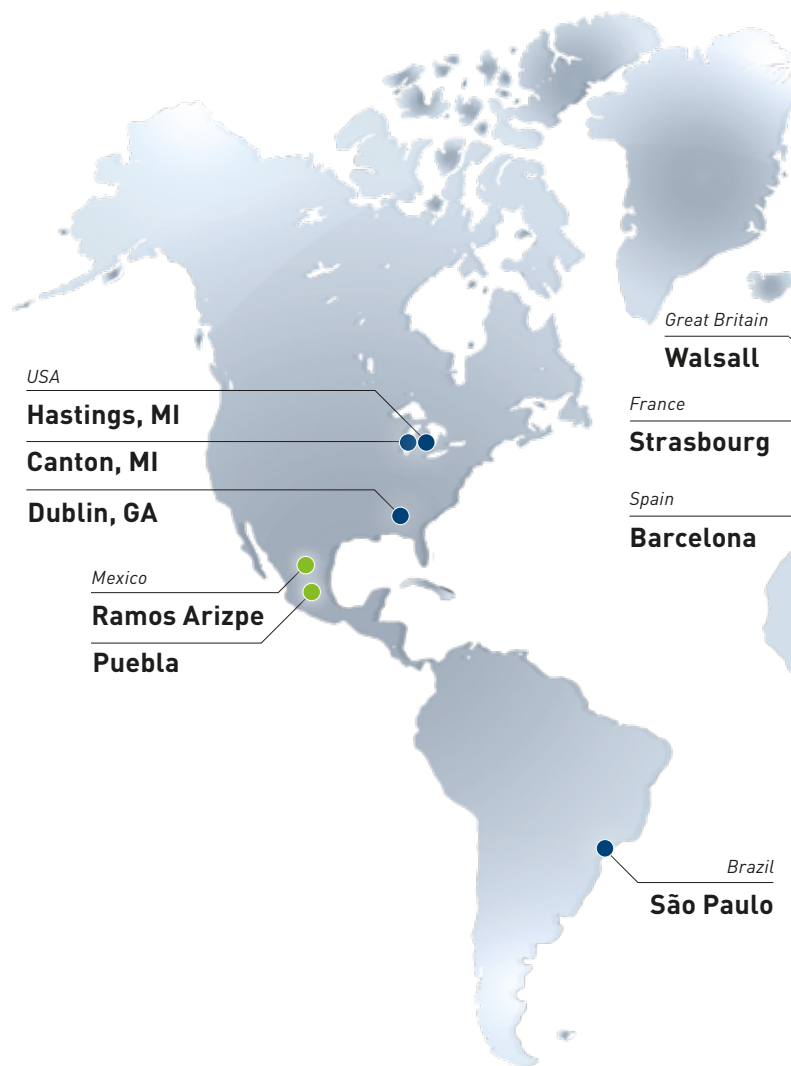 Great Britain
Walsall
USA
Hastings, MI
Canton, MI
Dublin, GA
France
Strasbourg
Spain
Barcelona
Mexico
Ramos Arizpe
Puebla
Brazil
São Paulo